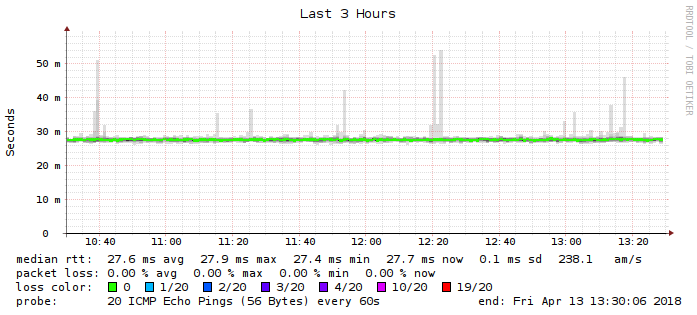 Last 3 Hours
RRDTOOL / TOBI OETIKER
Seconds
50 m
40 m
30 m
20 m
10 m
0
10:40 11:00 11:20 11:40 12:00 12:20 12:40 13:00 13:20
median rtt: 27.6 ms avg 27.9 ms max 27.4 ms min 27.7 ms now 0.1 ms sd 238.1 am/s
packet loss: 0.00 % avg 0.00 % max 0.00 % min 0.00 % now
loss color: 0 1/20 2/20 3/20 4/20 10/20 19/20
probe: 20 ICMP Echo Pings (56 Bytes) every 60s end: Fri Apr 13 13:30:06 2018